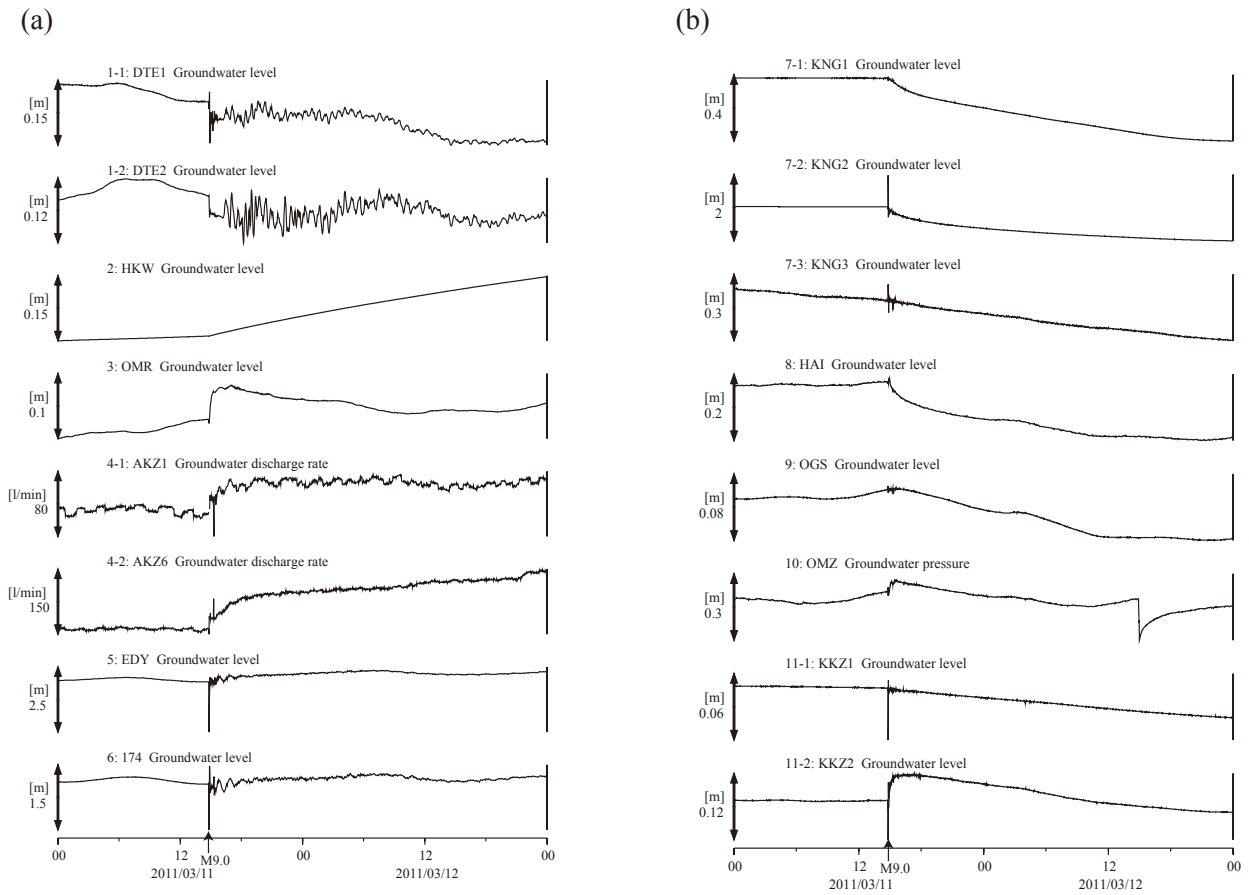 (a)
1-1: DTE1 Groundwater level
[m]
0.15
1-2: DTE2 Groundwater level
[m]
0.12
2: HKW Groundwater level
[m]
0.15
3: OMR Groundwater level
[m]
0.1
4-1: AKZ1 Groundwater discharge rate
[l/min]
80
4-2: AKZ6 Groundwater discharge rate
[l/min]
150
5: EDY Groundwater level
[m]
2.5
6: 174 Groundwater level
[m]
1.5
00 12 00 12 00
M9.0
2011/03/11 2011/03/12
(b)
7-1: KNG1 Groundwater level
[m]
0.4
7-2: KNG2 Groundwater level
[m]
2
7-3: KNG3 Groundwater level
[m]
0.3
8: HAI Groundwater level
[m]
0.2
9: OGS Groundwater level
[m]
0.08
10: OMZ Groundwater pressure
[m]
0.3
11-1: KKZ1 Groundwater level
[m]
0.06
11-2: KKZ2 Groundwater level
[m]
0.12
00 12 00 12 00
M9.0
2011/03/11 2011/03/12